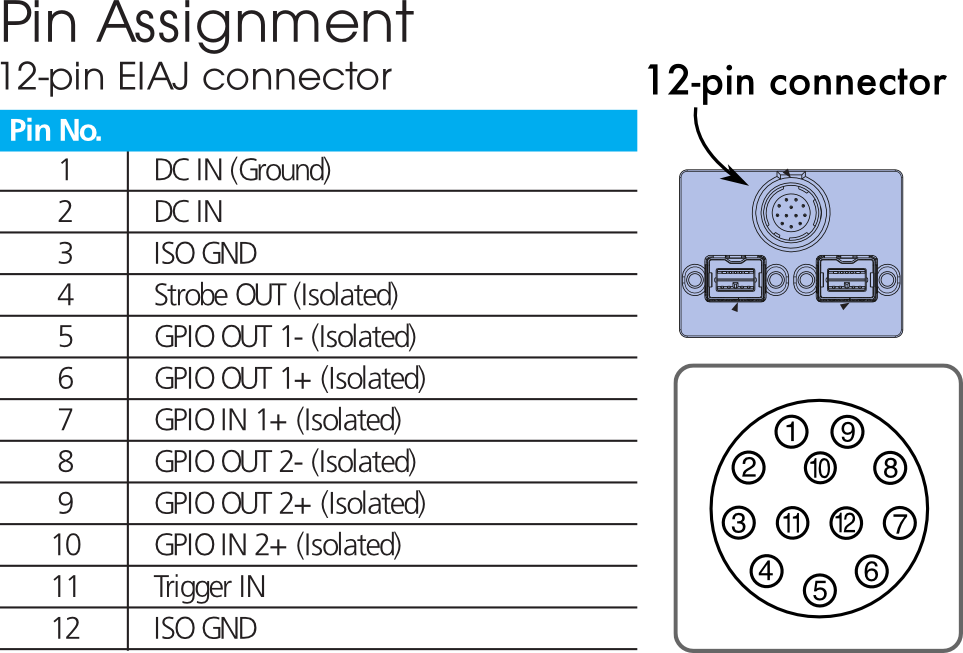 Pin Assignment
12-pin EIAJ connector
Pin No.
1 DC IN (Ground)
2 DC IN
3 ISO GND
4 Strobe OUT (Isolated)
5 GPIO OUT 1- (Isolated)
6 GPIO OUT 1+ (Isolated)
7 GPIO IN 1+ (Isolated)
8 GPIO OUT 2- (Isolated)
9 GPIO OUT 2+ (Isolated)
10 GPIO IN 2+ (Isolated)
11 Trigger IN
12 ISO GND
12-pin connector
1 9
2 10 8
3 11 12 7
4 6
5